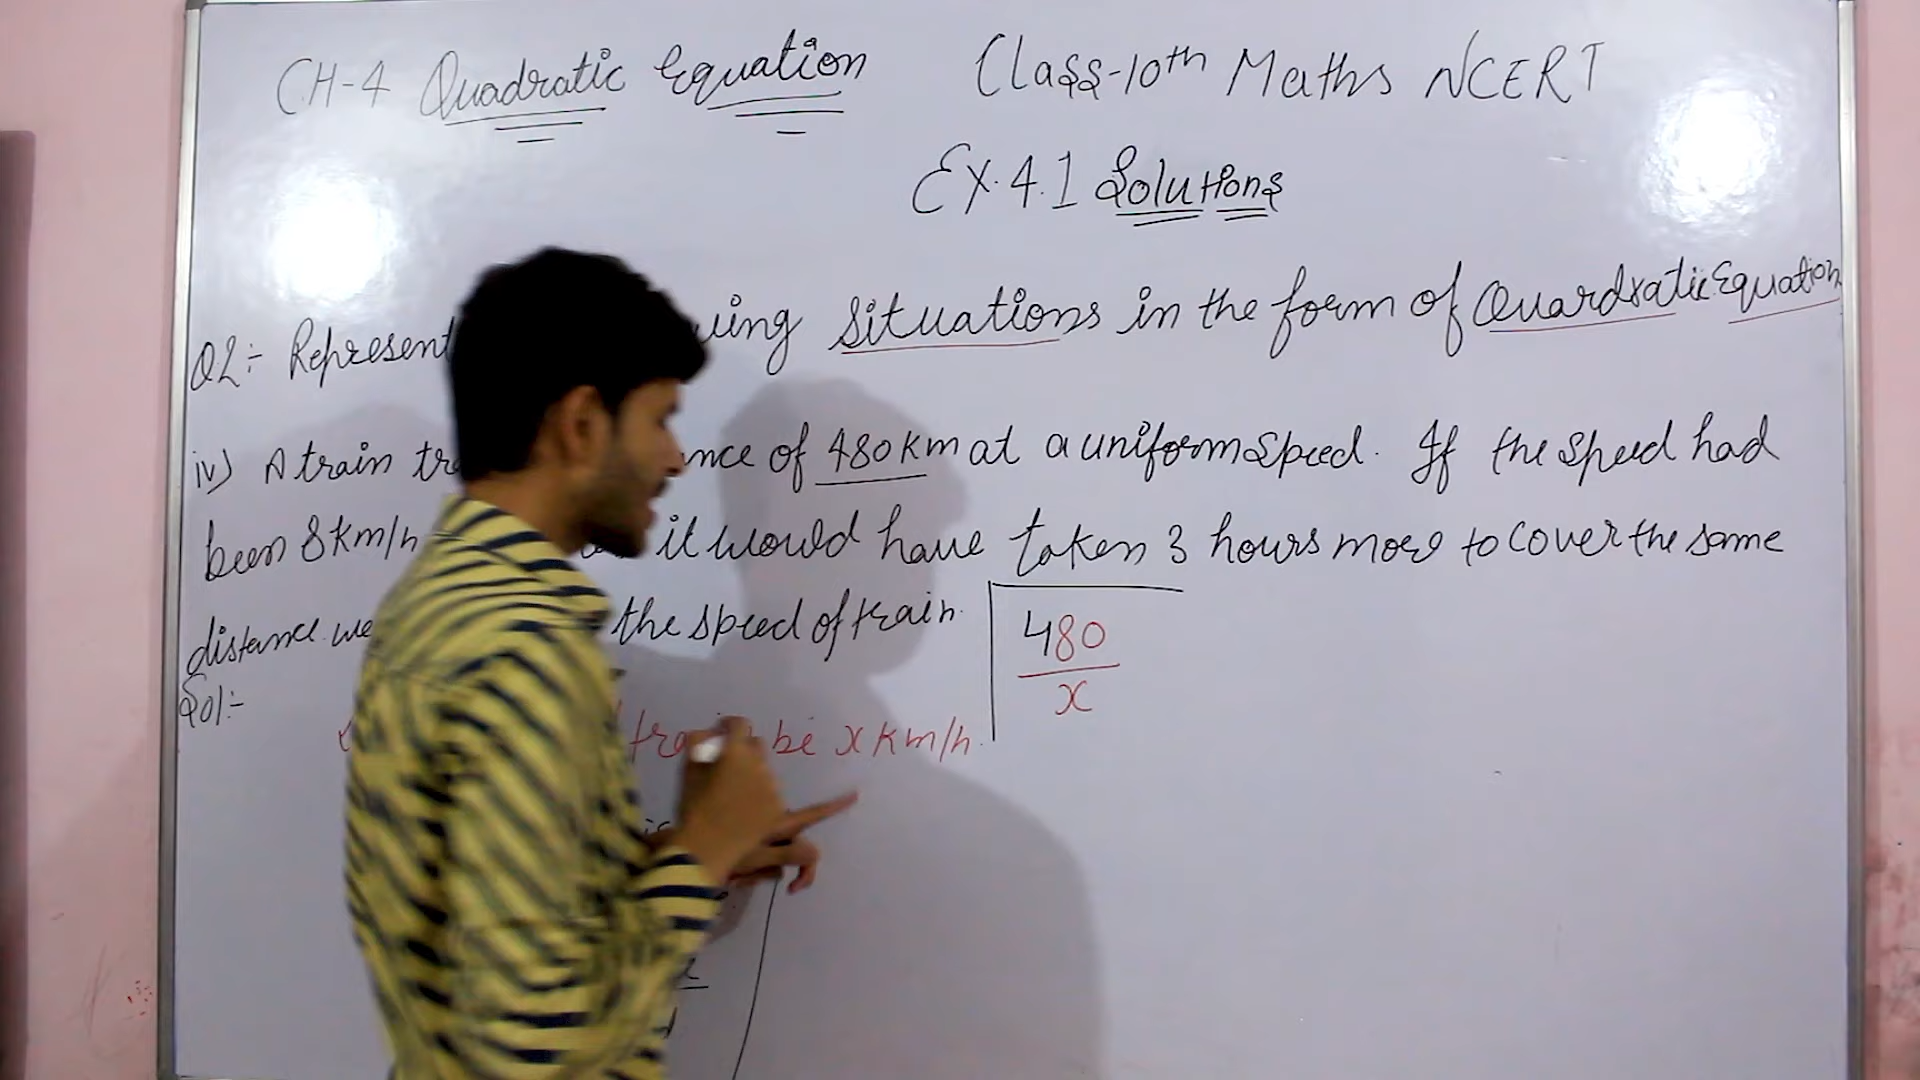 CH-4 Quadratic Equation Class-10th Maths NCERT
EX.4.1 Solutions
Q2:- Represent wing situations in the form of Quardratic Equation
iv) A train tra nce of 480 km at a uniform speed. If the speed had
been 8 km/h it would have taken 3 hours more to cover the same
distance. we the speed of train.
480
x
Sol:-
train be x km/h.